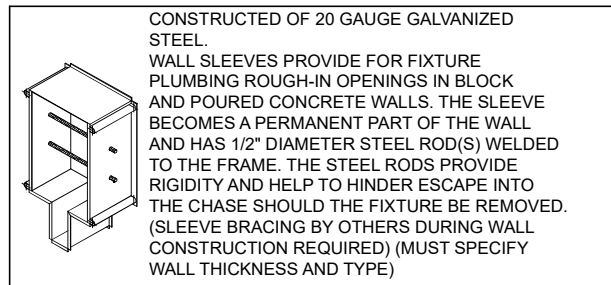 CONSTRUCTED OF 20 GAUGE GALVANIZED
STEEL.
WALL SLEEVES PROVIDE FOR FIXTURE
PLUMBING ROUGH-IN OPENINGS IN BLOCK
AND POURED CONCRETE WALLS. THE SLEEVE
BECOMES A PERMANENT PART OF THE WALL
AND HAS 1/2" DIAMETER STEEL ROD(S) WELDED
TO THE FRAME. THE STEEL RODS PROVIDE
RIGIDITY AND HELP TO HINDER ESCAPE INTO
THE CHASE SHOULD THE FIXTURE BE REMOVED.
(SLEEVE BRACING BY OTHERS DURING WALL
CONSTRUCTION REQUIRED) (MUST SPECIFY
WALL THICKNESS AND TYPE)